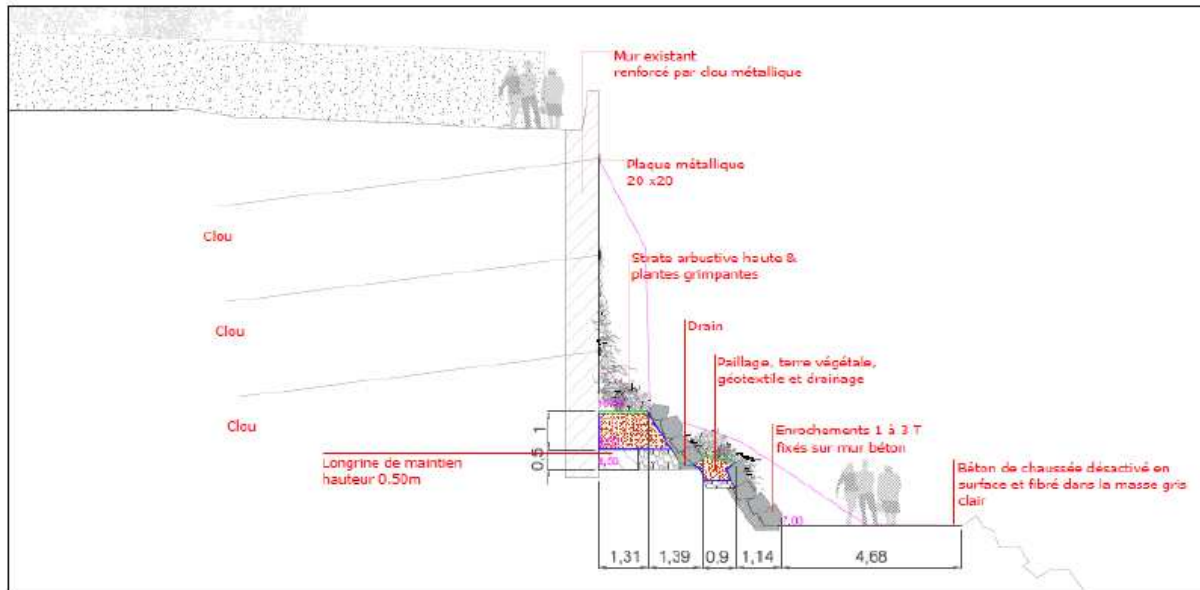 Mur existant
renforcé par clou métallique
Plaque métallique
20 x20
Clou
Strate arbustive haute &
plantes grimpantes
Clou
Drain
Paillage, terre végétale,
géotextile et drainage
Clou
1
Enrochements 1 à 3 T
fixés sur mur béton
0.5
Longrine de maintien
hauteur 0.50m
Béton de chaussée désactivé en
surface et fibré dans la masse gris
clair
7,00
1,31 1,39 0,9 1,14 4,68